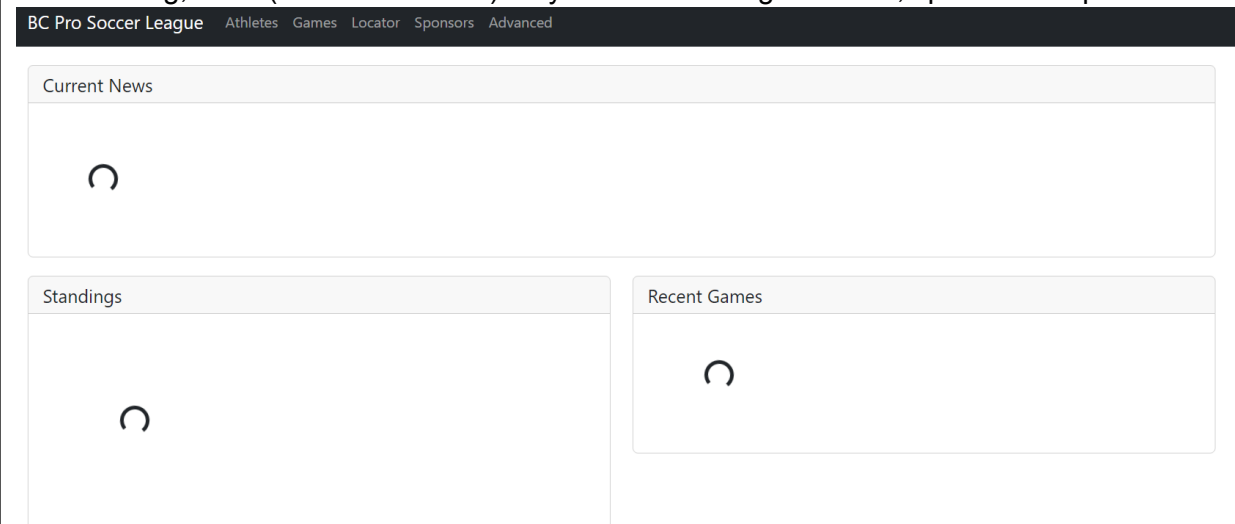 BC Pro Soccer League Athletes Games Locator Sponsors Advanced
Current News
Standings
Recent Games